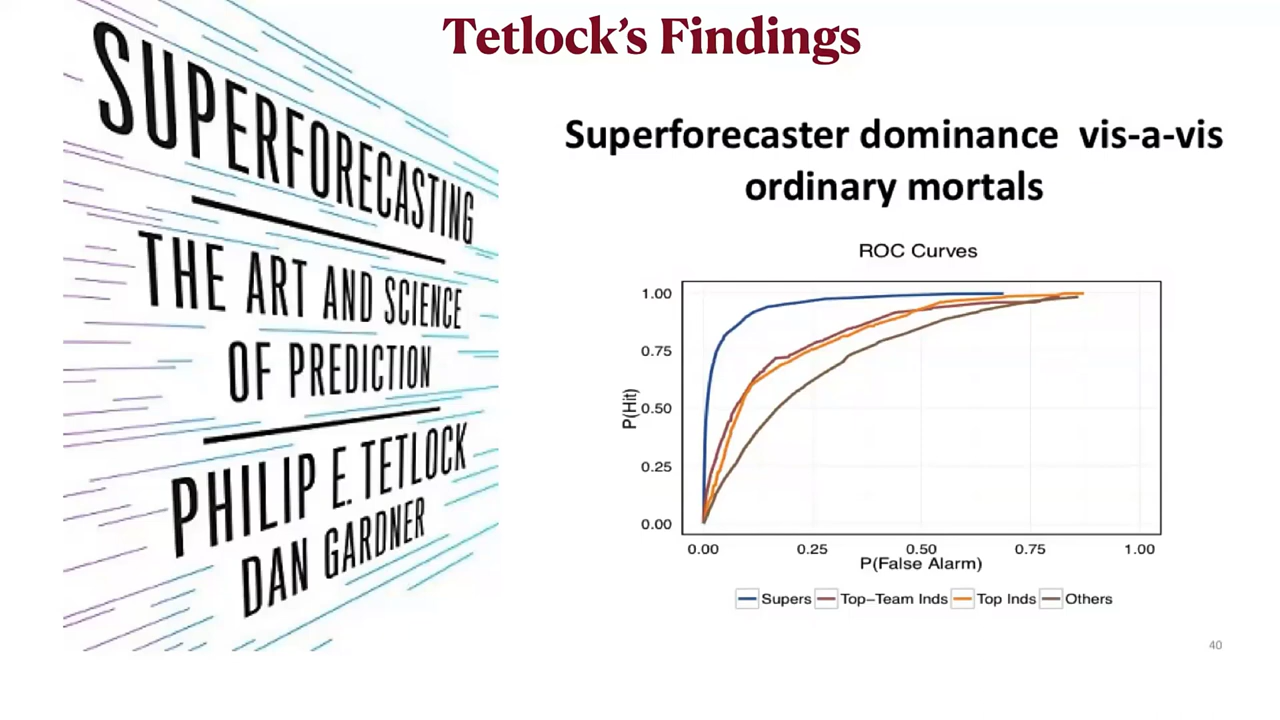 Tetlock's Findings
SUPERFORECASTING
THE ART AND SCIENCE
OF PREDICTION
PHILIP E. TETLOCK
DAN GARDNER
Superforecaster dominance vis-a-vis
ordinary mortals
ROC Curves
P(Hit)
1.00
0.75
0.50
0.25
0.00
0.00 0.25 0.50 0.75 1.00
P(False Alarm)
Supers Top-Team Inds Top Inds Others
40